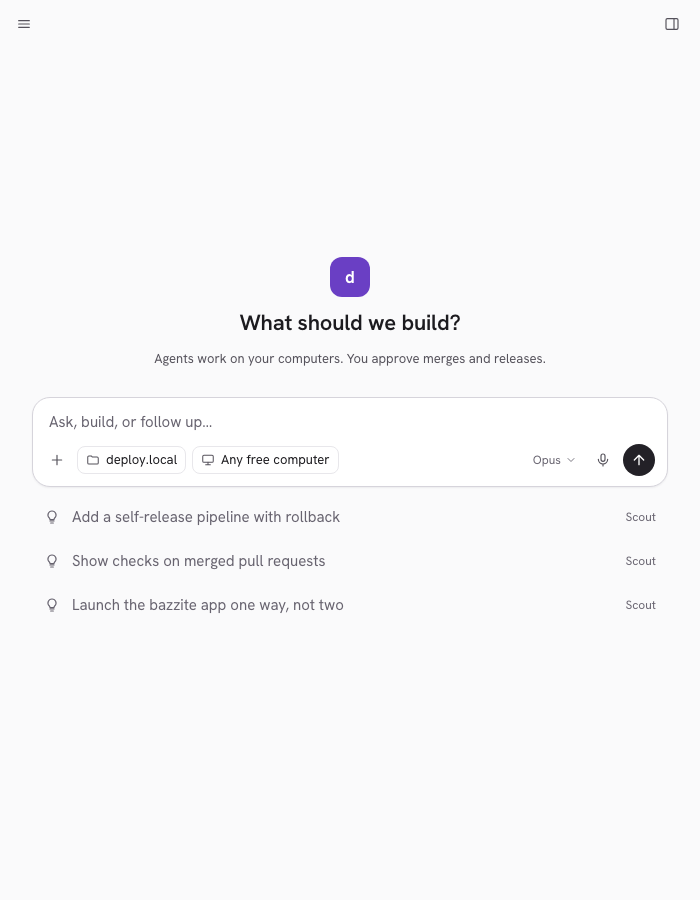 d
What should we build?
Agents work on your computers. You approve merges and releases.
Ask, build, or follow up...
deploy.local
Any free computer
Opus
Add a self-release pipeline with rollback
Scout
Show checks on merged pull requests
Scout
Launch the bazzite app one way, not two
Scout